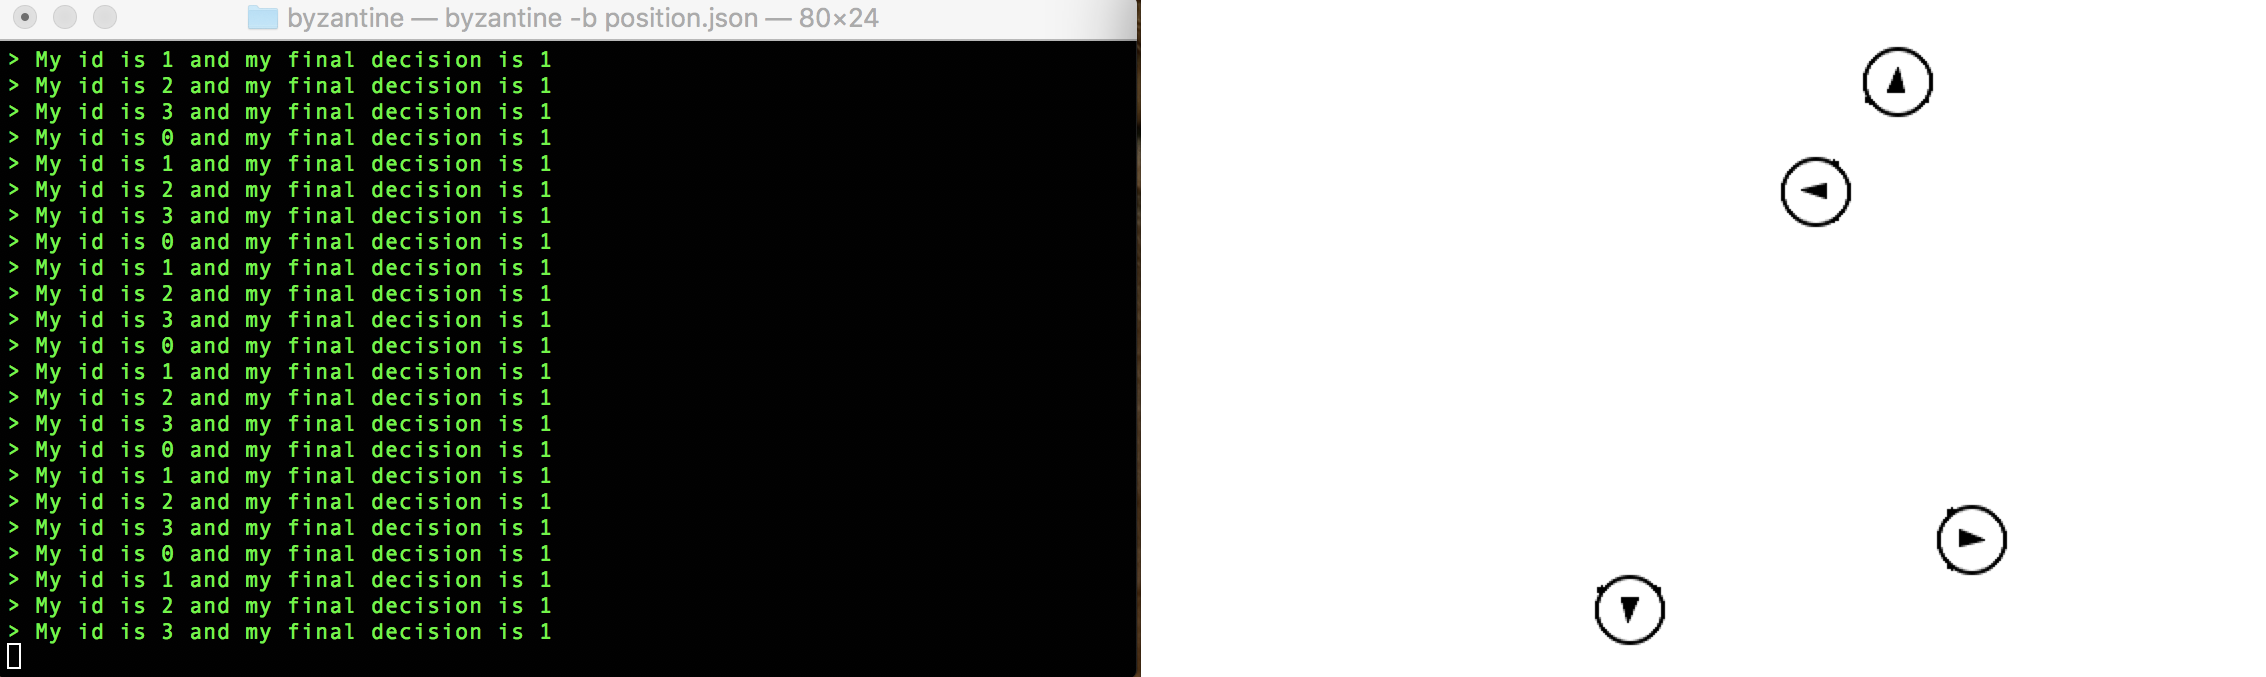 byzantine — byzantine -b position.json — 80×24
> My id is 1 and my final decision is 1
> My id is 2 and my final decision is 1
> My id is 3 and my final decision is 1
> My id is 0 and my final decision is 1
> My id is 1 and my final decision is 1
> My id is 2 and my final decision is 1
> My id is 3 and my final decision is 1
> My id is 0 and my final decision is 1
> My id is 1 and my final decision is 1
> My id is 2 and my final decision is 1
> My id is 3 and my final decision is 1
> My id is 0 and my final decision is 1
> My id is 1 and my final decision is 1
> My id is 2 and my final decision is 1
> My id is 3 and my final decision is 1
> My id is 0 and my final decision is 1
> My id is 1 and my final decision is 1
> My id is 2 and my final decision is 1
> My id is 3 and my final decision is 1
> My id is 0 and my final decision is 1
> My id is 1 and my final decision is 1
> My id is 2 and my final decision is 1
> My id is 3 and my final decision is 1